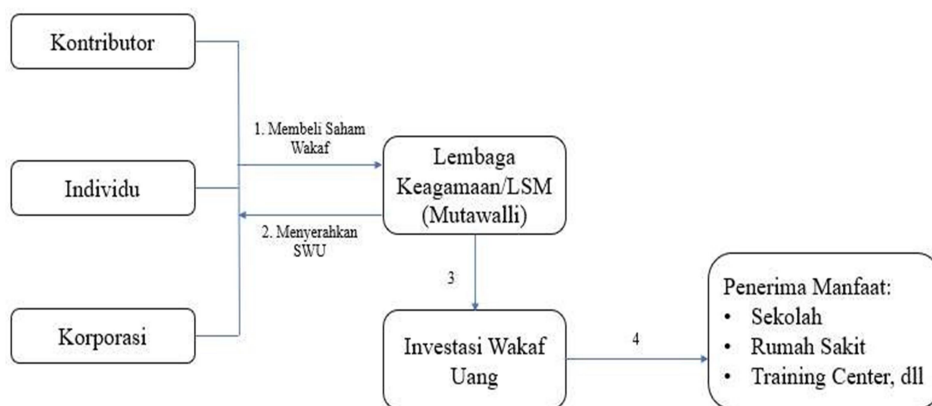 Kontributor
1. Membeli Saham
Wakaf
Lembaga
Keagamaan/LSM
(Mutawalli)
Individu
2. Menyerahkan
SWU
3
Penerima Manfaat:
• Sekolah
• Rumah Sakit
• Training Center, dll
Korporasi
Investasi Wakaf
Uang
4